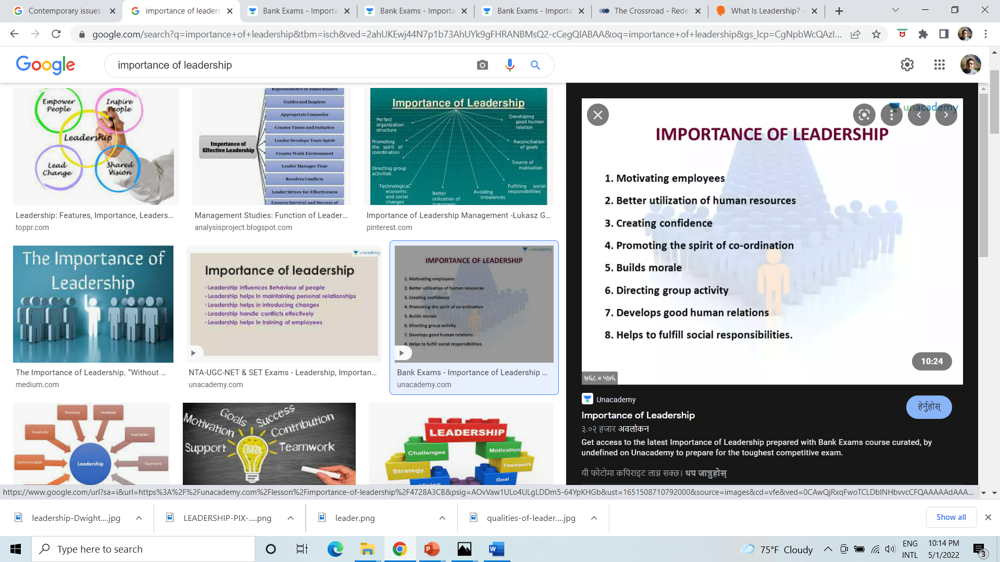 Contemporary issues
importance of leaders
Bank Exams - Importa
Bank Exams - Importa
Bank Exams - Importa
The Crossroad - Rede
What Is Leadership? -
google.com/search?q=importance+of+leadership&tbm=isch&ved=2ahUKEwj44N7p1b73AhUYk9gFHRANBMsQ2-cCegQIABAA&oq=importance+of+leadership&gs_lcp=CgNpbWcQAzI...
Google
importance of leadership
Empower People
Inspire People
Leadership
Lead Change
Shared Vision
Leadership: Features, Importance, Leaders...
toppr.com
Importance of Effective Leadership
Representative of Subordinates
Guides and Inspires
Appropriate Counselor
Creates Vision and Initiative
Leader Develops Team Spirit
Creates Work Environment
Leader Manages Time
Resolves Conflicts
Leader Strives for Effectiveness
Ensures Survival and Success of
Management Studies: Function of Leader...
analysisproject.blogspot.com
Importance of Leadership
Perfect organization structure
Promoting the spirit of coordination
Directing group activities
Technological, economic and social changes
Better utilization of manpower
Avoiding imbalances
Fulfilling social responsibilities
Source of motivation
Reconciliation of goals
Developing good human relation
Importance of Leadership Management -Lukasz G...
pinterest.com
The Importance of
Leadership
The Importance of Leadership. “Without ...
medium.com
unacademy
Importance of leadership
Leadership influences Behaviour of people
Leadership helps in maintaining personal relationships
Leadership helps in introducing changes
Leadership handle conflicts effectively
Leadership helps in training of employees
NTA-UGC-NET & SET Exams - Leadership, Importan...
unacademy.com
unacademy
IMPORTANCE OF LEADERSHIP
1. Motivating employees
2. Better utilization of human resources
3. Creating confidence
4. Promoting the spirit of co-ordination
5. Builds morale
6. Directing group activity
7. Develops good human relations
8. Helps to fulfill social responsibilities.
Bank Exams - Importance of Leadership ...
unacademy.com
Positivity
Feedback
Creativity
Inspiration
Communication
Leadership
Teamwork
Motivation
Goals
Success
Contribution
Support
Teamwork
LEADERSHIP
Challenges
Motivation
Strategy
Teamwork
Vision
Goal
unacademy
IMPORTANCE OF LEADERSHIP
1. Motivating employees
2. Better utilization of human resources
3. Creating confidence
4. Promoting the spirit of co-ordination
5. Builds morale
6. Directing group activity
7. Develops good human relations
8. Helps to fulfill social responsibilities.
10:24
७६८ × ५७६
Unacademy
हेर्नुहोस्
Importance of Leadership
३.०२ हजार अवलोकन
Get access to the latest Importance of Leadership prepared with Bank Exams course curated, by
undefined on Unacademy to prepare for the toughest competitive exam.
यी फोटोमा कपिराइट लाग्न सक्छ। थप जान्नुहोस्
https://www.google.com/url?sa=i&url=https%3A%2F%2Funacademy.com%2Flesson%2Fimportance-of-leadership%2F4728A3CB&psig=AOvVaw1ULo4ULgLDDm5-64YpKHGb&ust=1651508710792000&source=images&cd=vfe&ved=0CAwQjRxqFwoTCLDbINHbvvcCFQAAAAAdAAA...
leadership-Dwight....jpg
LEADERSHIP-PIX-....png
leader.png
qualities-of-leader....jpg
Show all
Type here to search
75°F Cloudy
ENG
INTL
10:14 PM
5/1/2022
3